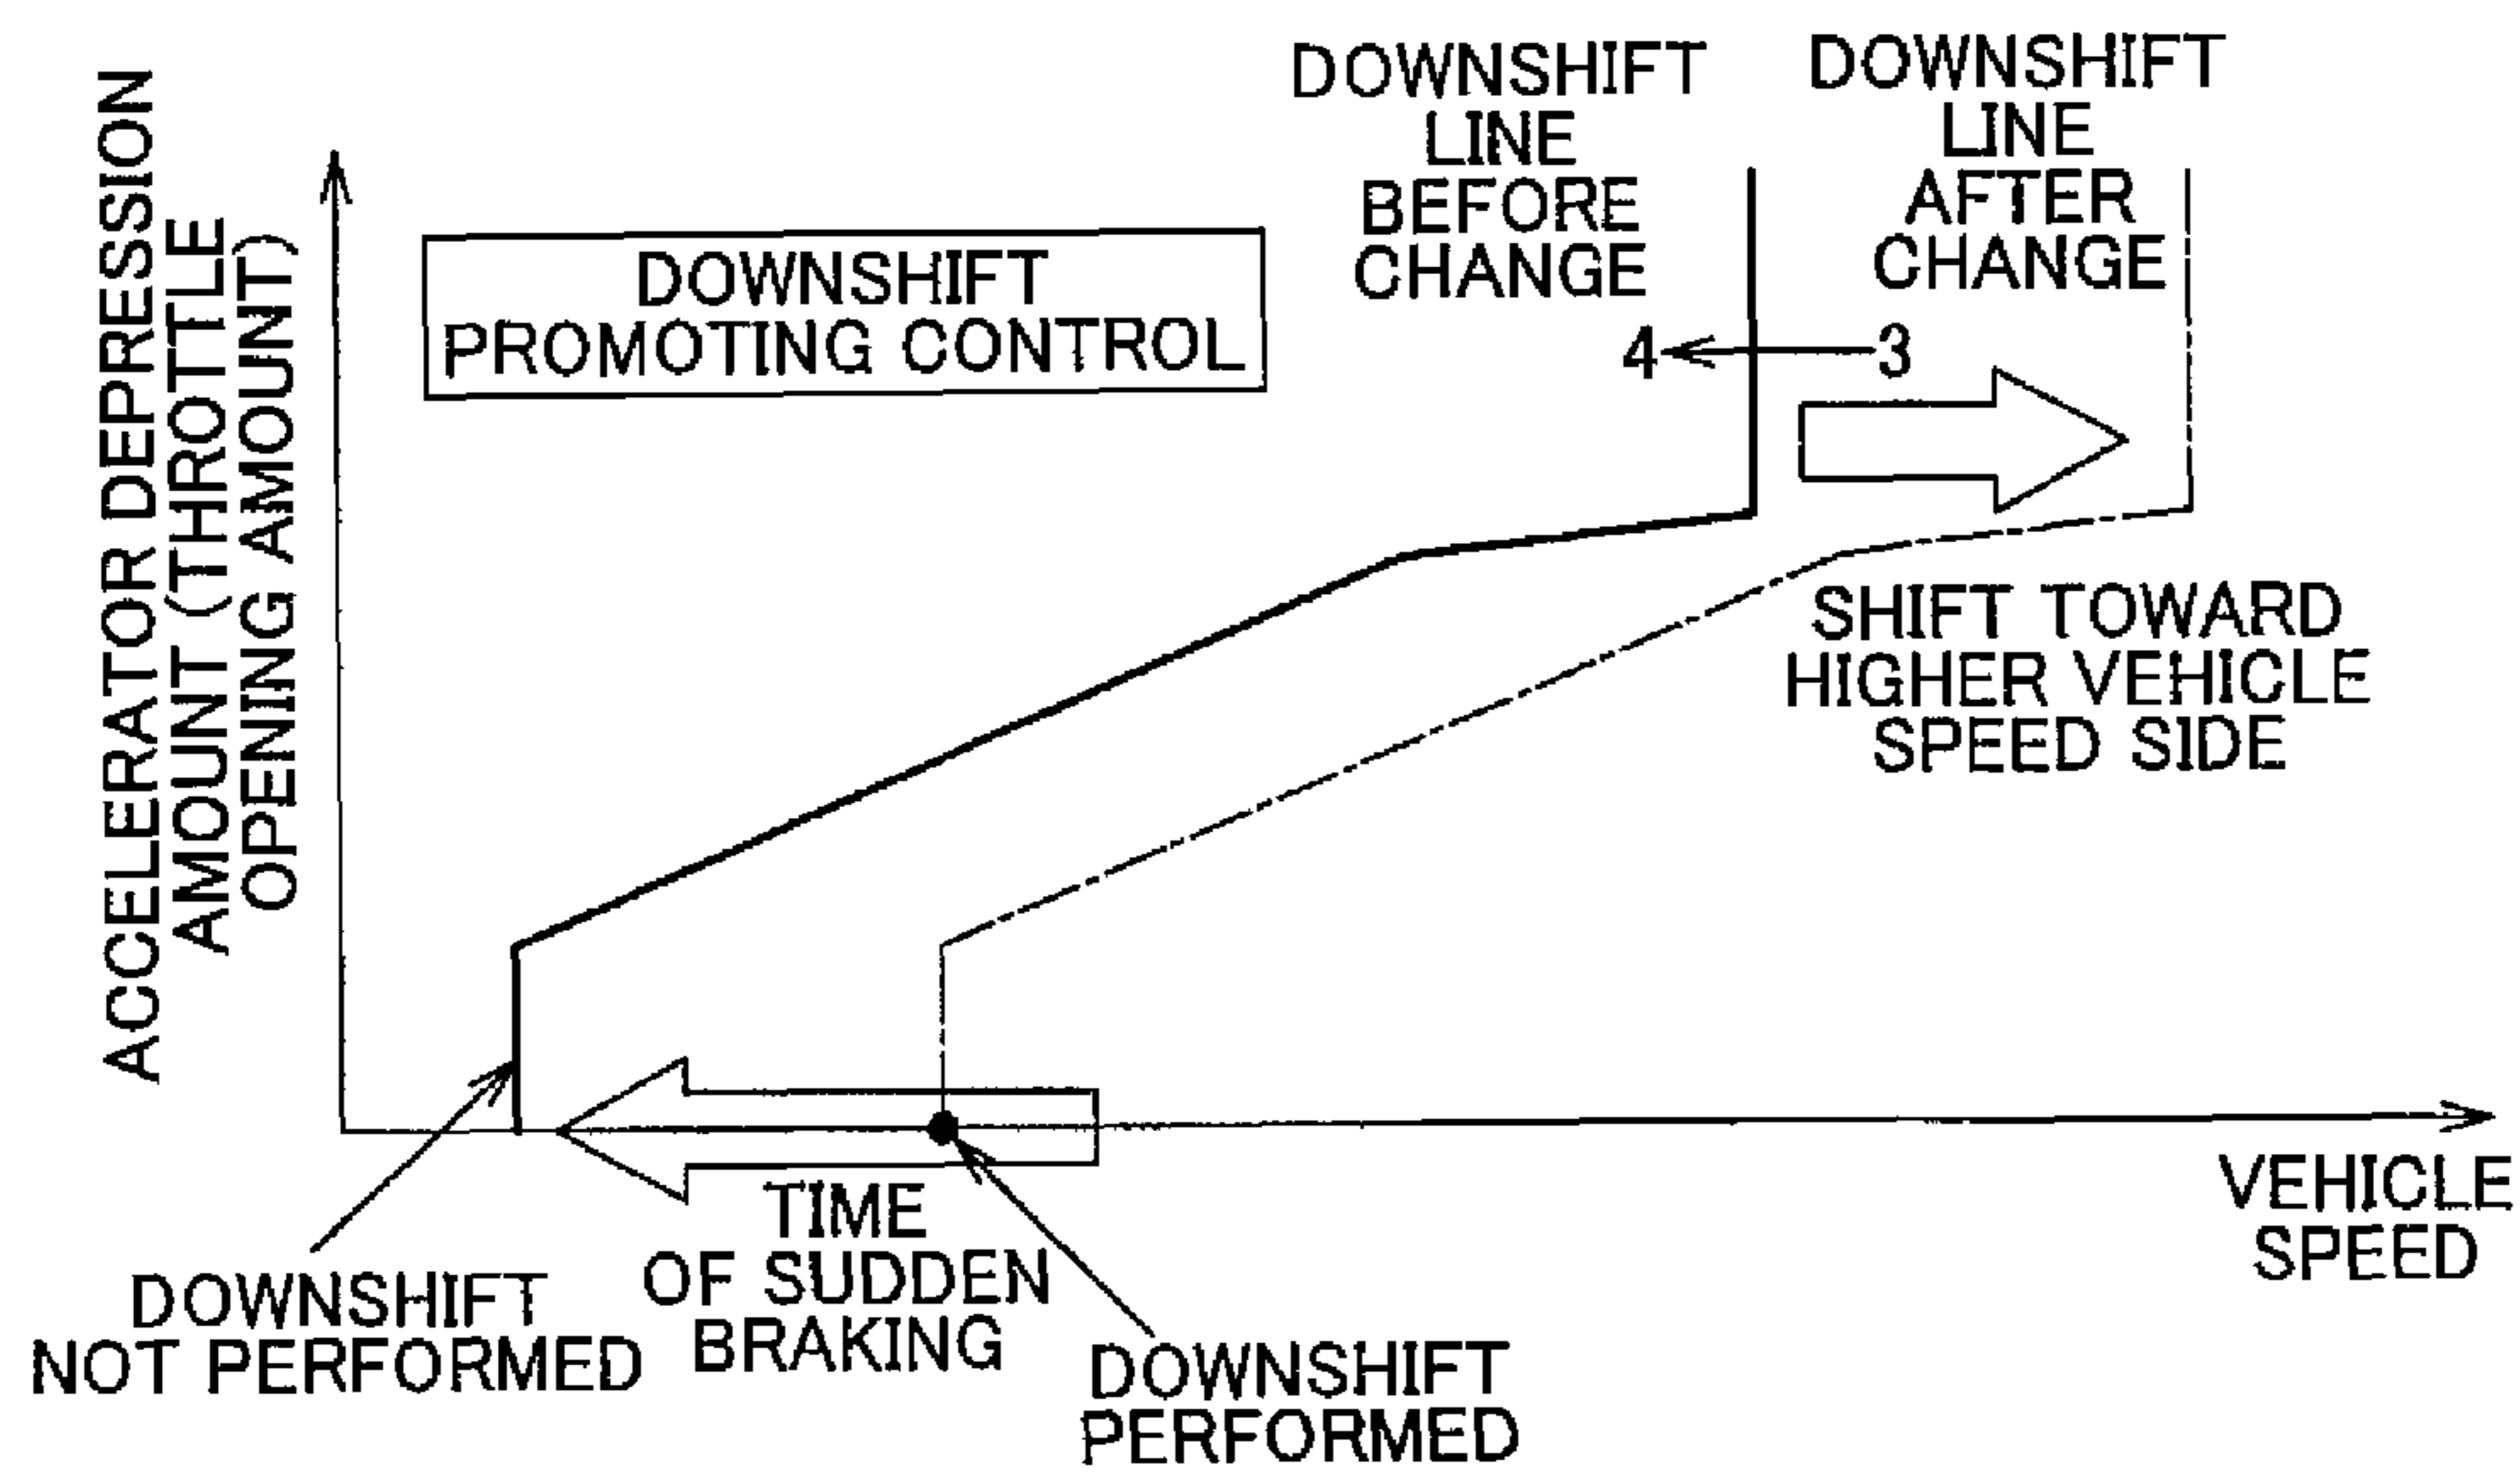 ACCELERATOR DEPRESSION
AMOUNT (THROTTLE
OPENING AMOUNT)
DOWNSHIFT
PROMOTING CONTROL
DOWNSHIFT
LINE
BEFORE
CHANGE
DOWNSHIFT
LINE
AFTER
CHANGE
4
3
SHIFT TOWARD
HIGHER VEHICLE
SPEED SIDE
VEHICLE
SPEED
DOWNSHIFT
NOT PERFORMED
TIME
OF SUDDEN
BRAKING
DOWNSHIFT
PERFORMED